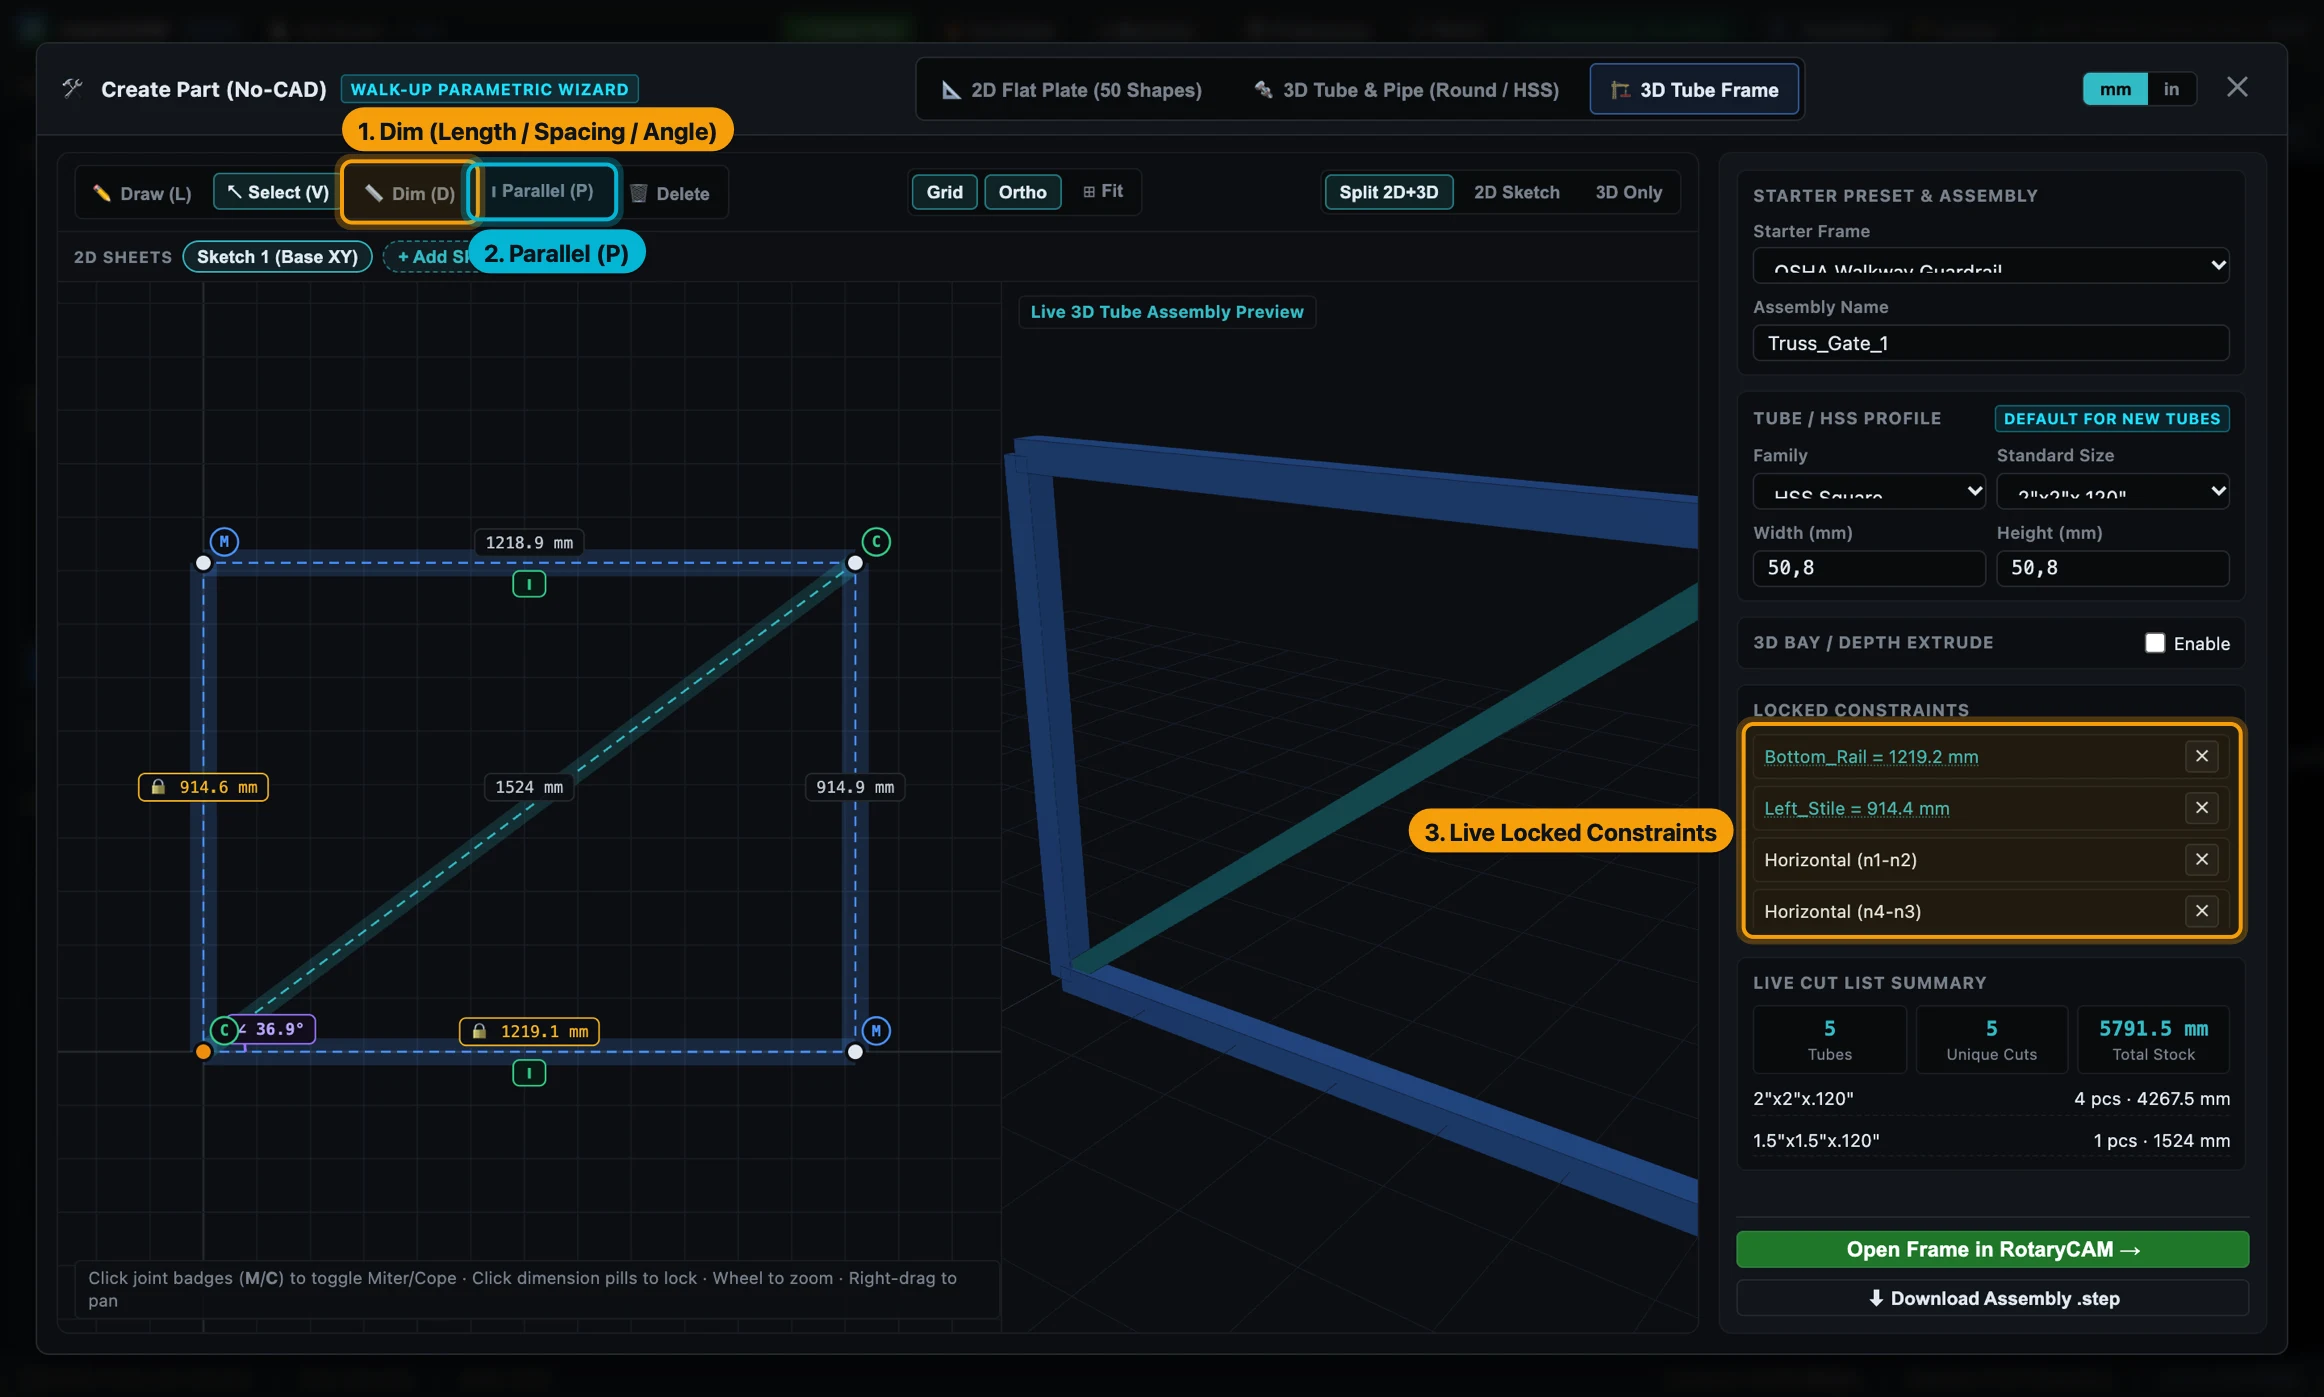 Create Part (No-CAD)
WALK-UP PARAMETRIC WIZARD
2D Flat Plate (50 Shapes)
3D Tube & Pipe (Round / HSS)
3D Tube Frame
mm
in
1. Dim (Length / Spacing / Angle)
Draw (L)
Select (V)
Dim (D)
Parallel (P)
Delete
Grid
Ortho
Fit
Split 2D+3D
2D Sketch
3D Only
2D SHEETS
Sketch 1 (Base XY)
+ Add
2. Parallel (P)
Live 3D Tube Assembly Preview
M
1218.9 mm
C
914.6 mm
1524 mm
914.9 mm
C
∠ 36.9°
1219.1 mm
M
Click joint badges (M/C) to toggle Miter/Cope · Click dimension pills to lock · Wheel to zoom · Right-drag to
pan
STARTER PRESET & ASSEMBLY
Starter Frame
OSHA Walkway Guardrail
Assembly Name
Truss_Gate_1
TUBE / HSS PROFILE
DEFAULT FOR NEW TUBES
Family
Standard Size
HSS Square
2"x2"x.120"
Width (mm)
Height (mm)
50,8
50,8
3D BAY / DEPTH EXTRUDE
Enable
LOCKED CONSTRAINTS
Bottom_Rail = 1219.2 mm
Left_Stile = 914.4 mm
Horizontal (n1-n2)
Horizontal (n4-n3)
3. Live Locked Constraints
LIVE CUT LIST SUMMARY
5
Tubes
5
Unique Cuts
5791.5 mm
Total Stock
2"x2"x.120"
4 pcs · 4267.5 mm
1.5"x1.5"x.120"
1 pcs · 1524 mm
Open Frame in RotaryCAM →
⬇ Download Assembly .step